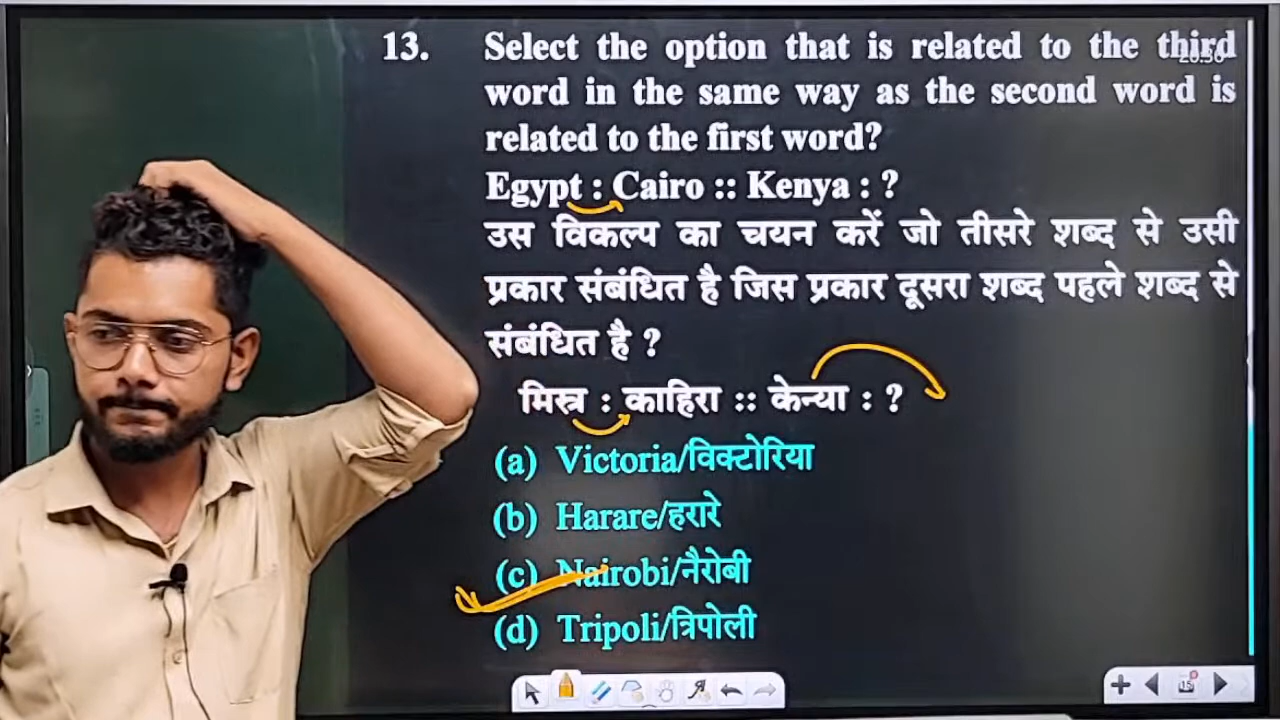 13. Select the option that is related to the third
word in the same way as the second word is
related to the first word?
Egypt : Cairo :: Kenya : ?
उस विकल्प का चयन करें जो तीसरे शब्द से उसी
प्रकार संबंधित है जिस प्रकार दूसरा शब्द पहले शब्द से
संबंधित है ?
मिस्र : काहिरा :: केन्या : ?
(a) Victoria/विक्टोरिया
(b) Harare/हरारे
(c) Nairobi/नैरोबी
(d) Tripoli/त्रिपोली
15